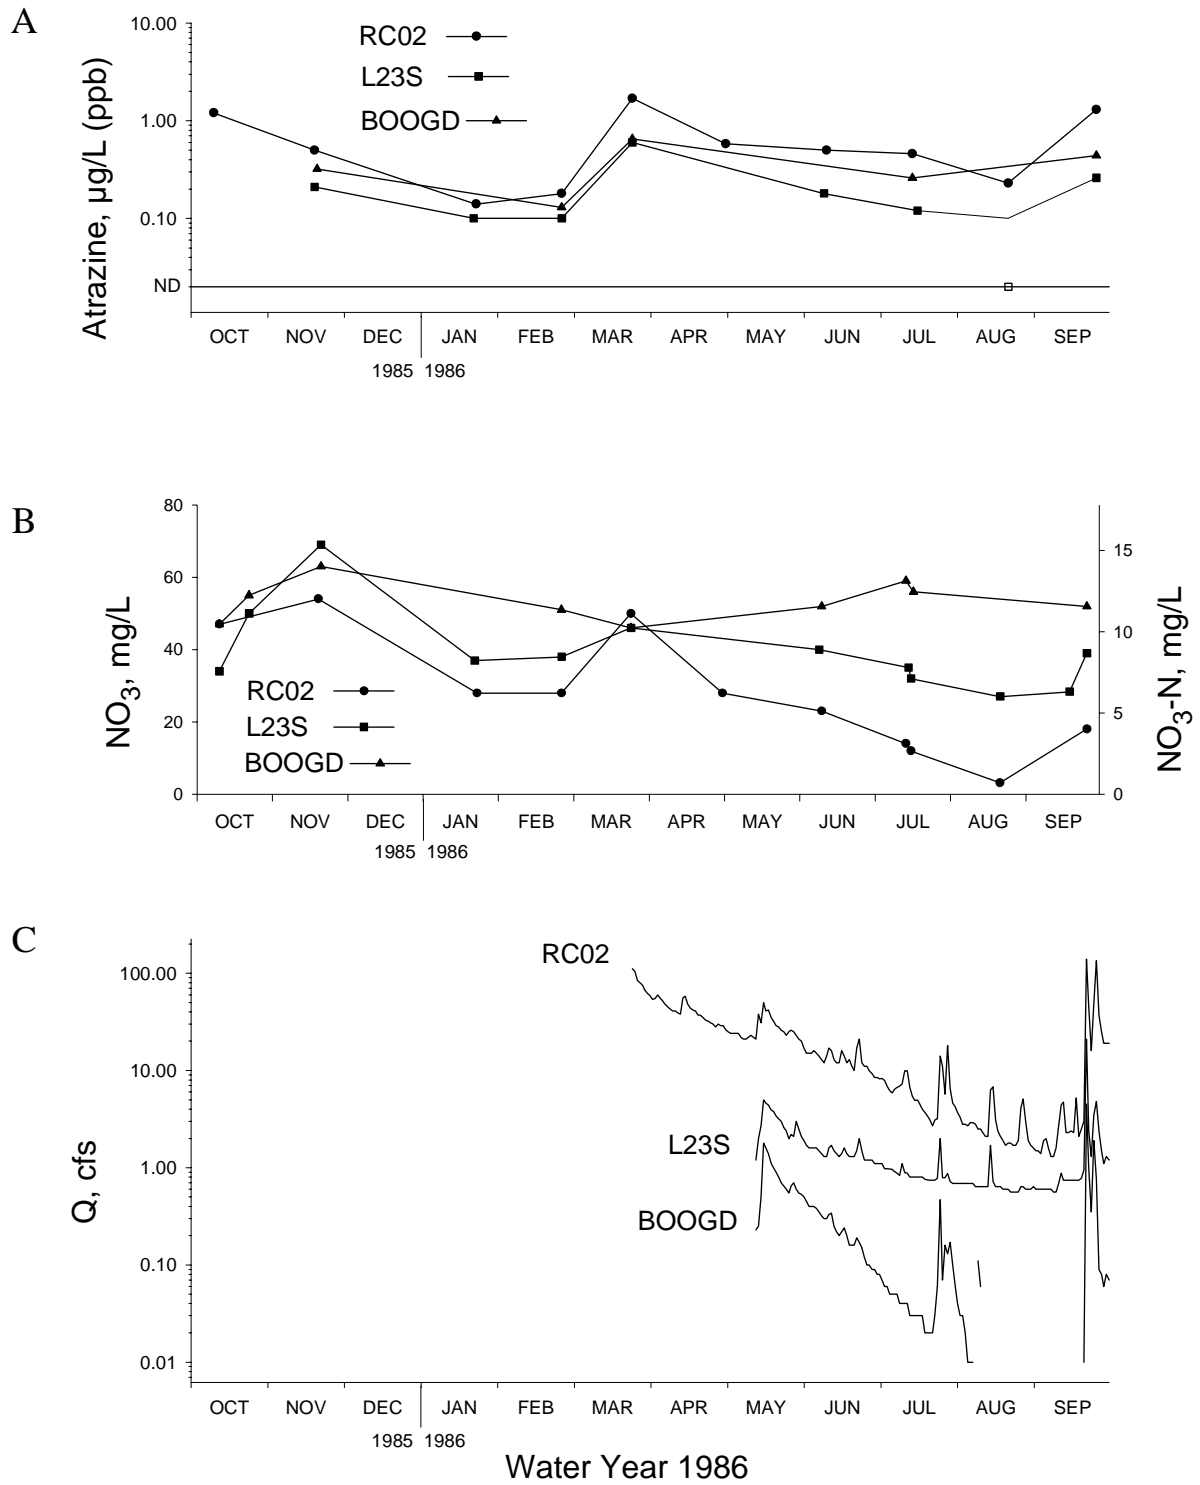 A
10.00
1.00
0.10
ND
Atrazine, µg/L (ppb)
RC02
L23S
BOOGD
OCT NOV DEC JAN FEB MAR APR MAY JUN JUL AUG SEP
1985 1986
B
80
60
40
20
0
NO3, mg/L
15
10
5
0
NO3-N, mg/L
RC02
L23S
BOOGD
OCT NOV DEC JAN FEB MAR APR MAY JUN JUL AUG SEP
1985 1986
C
100.00
10.00
1.00
0.10
0.01
Q, cfs
RC02
L23S
BOOGD
OCT NOV DEC JAN FEB MAR APR MAY JUN JUL AUG SEP
1985 1986
Water Year 1986